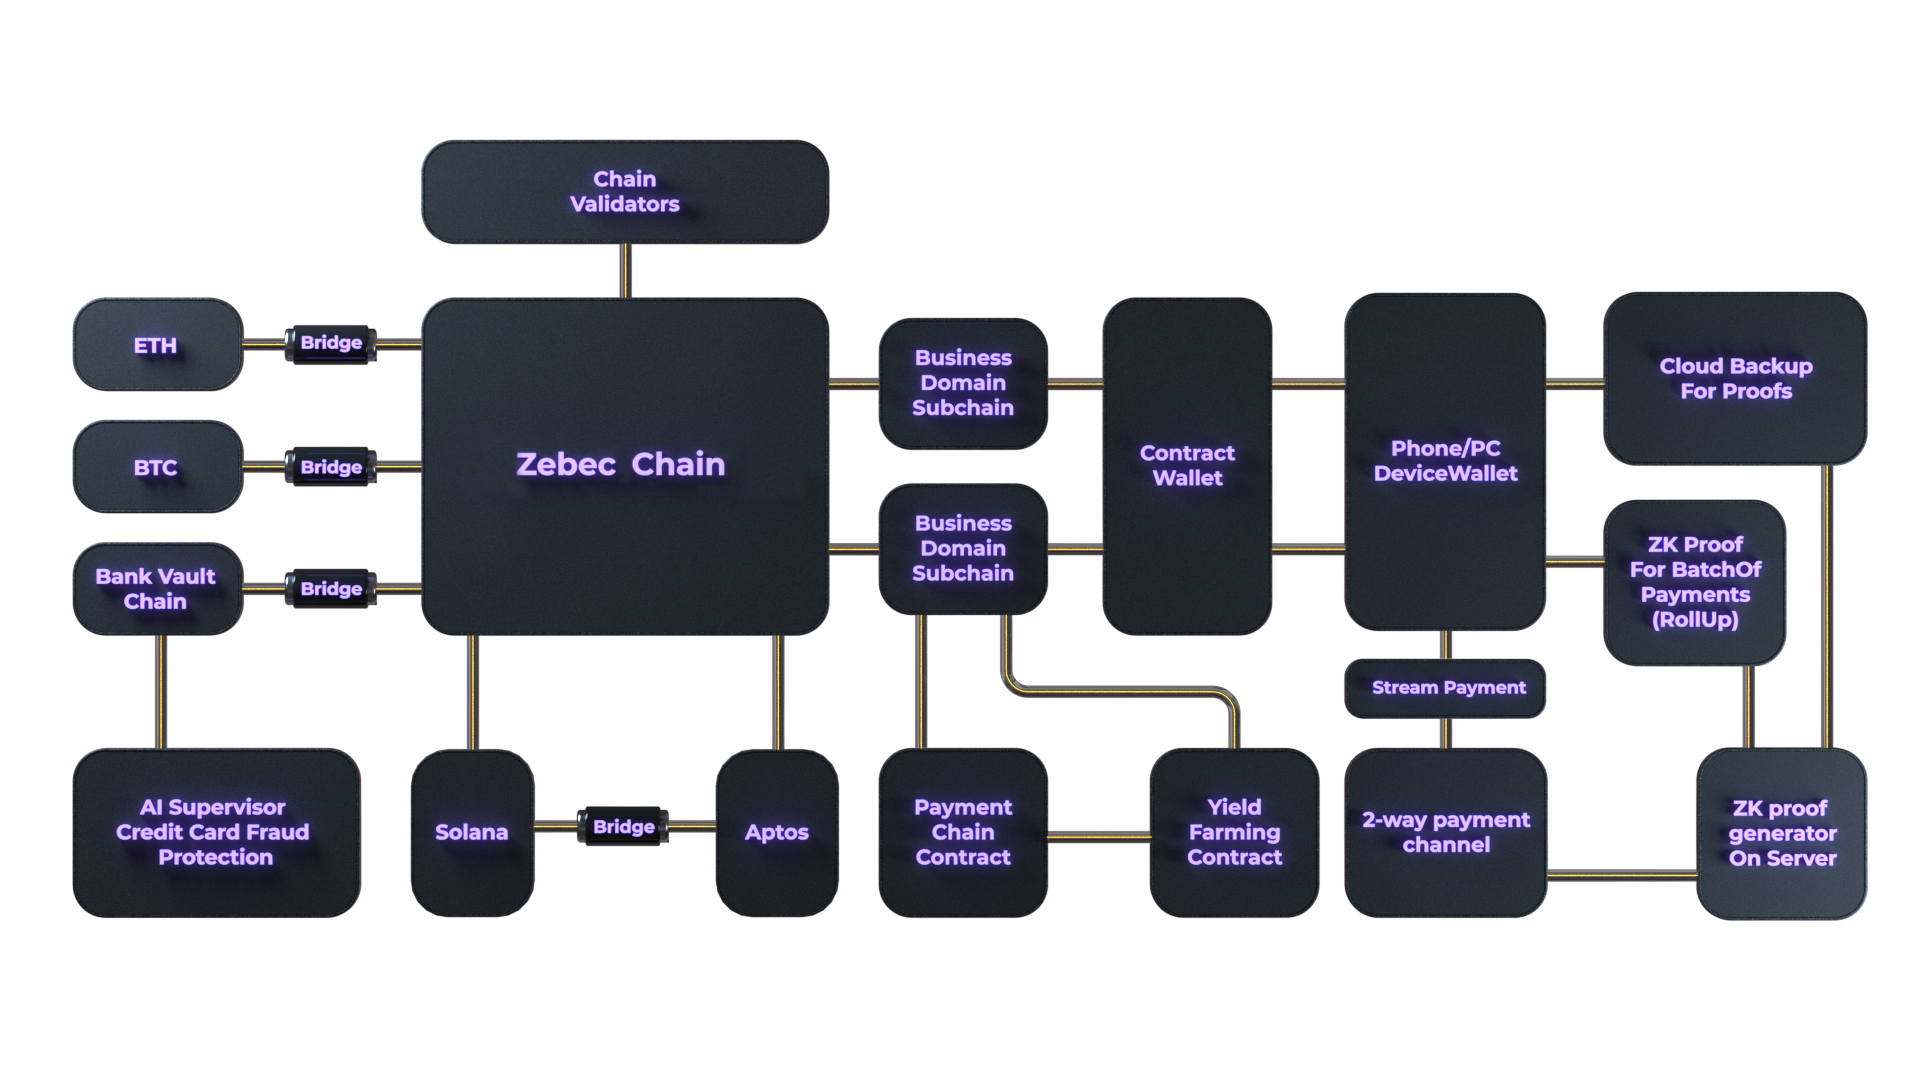 Chain
Validators
ETH
Bridge
BTC
Bridge
Bank Vault
Chain
Bridge
Zebec Chain
Business
Domain
Subchain
Business
Domain
Subchain
Contract
Wallet
Phone/PC
DeviceWallet
Cloud Backup
For Proofs
ZK Proof
For BatchOf
Payments
(RollUp)
Stream Payment
AI Supervisor
Credit Card Fraud
Protection
Solana
Bridge
Aptos
Payment
Chain
Contract
Yield
Farming
Contract
2-way payment
channel
ZK proof
generator
On Server